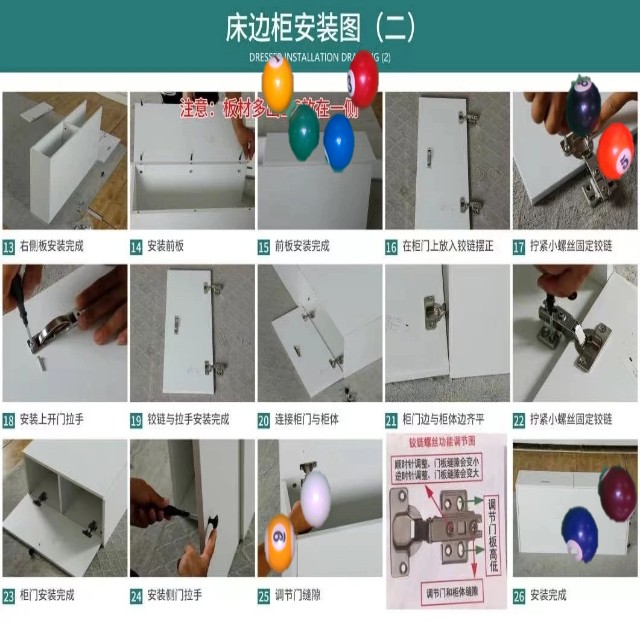 床边柜安装图（二）
DRESSER INSTALLATION DRA G (2)
注意：板材多 放在一侧
13 右侧板安装完成
14 安装前板
15 前板安装完成
16 在柜门上放入铰链摆正
17 拧紧小螺丝固定铰链
18 安装上开门拉手
19 铰链与拉手安装完成
20 连接柜门与柜体
21 柜门边与柜体边齐平
22 拧紧小螺丝固定铰链
铰链螺丝功能调节图
顺时针调整、门板缝隙会变小
逆时针调整、门板缝隙会变大
调节门板高低
调节门和柜体缝隙
23 柜门安装完成
24 安装侧门拉手
25 调节门缝隙
26 安装完成